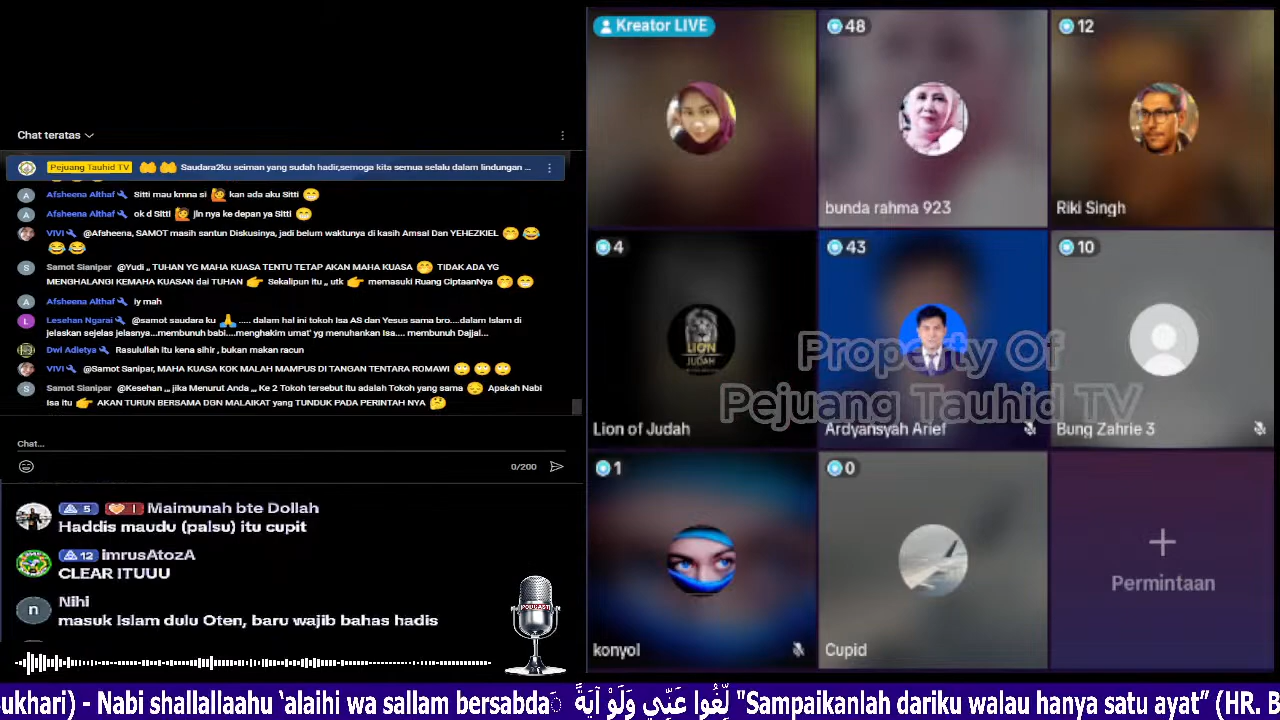 Chat teratas
Pejuang Tauhid TV Saudara2ku seiman yang sudah hadir,semoga kita semua selalu dalam lindungan ...
Afsheena Althaf Sitti mau kmna si kan ada aku Sitti
Afsheena Althaf ok d Sitti jln nya ke depan ya Sitti
VIVI @Afsheena, SAMOT masih santun Diskusinya, jadi belum waktunya di kasih Amsal Dan YEHEZKIEL
Samot Sianipar @Yudi ,, TUHAN YG MAHA KUASA TENTU TETAP AKAN MAHA KUASA TIDAK ADA YG
MENGHALANGI KEMAHA KUASAN dai TUHAN Sekalipun itu ,, utk memasuki Ruang CiptaanNya
Afsheena Althaf iy mah
Lesehan Ngarai @samot saudara ku ..... dalam hal ini tokoh Isa AS dan Yesus sama bro....dalam Islam di
jelaskan sejelas jelasnya...membunuh babi....menghakim umat' yg menuhankan Isa.... membunuh Dajjal...
Dwi Adietya Rasulullah itu kena sihir , bukan makan racun
VIVI @Samot Sanipar, MAHA KUASA KOK MALAH MAMPUS DI TANGAN TENTARA ROMAWI
Samot Sianipar @Kesehan ,,, jika Menurut Anda ,, Ke 2 Tokoh tersebut itu adalah Tokoh yang sama Apakah Nabi
Isa itu AKAN TURUN BERSAMA DGN MALAIKAT yang TUNDUK PADA PERINTAH NYA
Chat...
0/200
5 1 Maimunah bte Dollah
Haddis maudu (palsu) itu cupit
12 imrusAtozA
CLEAR ITUUU
Nihi
masuk Islam dulu Oten, baru wajib bahas hadis
PODCAST
Kreator LIVE
48
bunda rahma 923
12
Riki Singh
4
LION
JUDAH
Lion of Judah
43
Ardyansyah Arief
10
Bung Zahrie 3
Property Of
Pejuang Tauhid TV
1
konyol
0
Cupid
Permintaan
ukhari) - Nabi shallallaahu ‘alaihi wa sallam bersabda لِّغُوا عَنِّي وَلَوْ آيَةً "Sampaikanlah dariku walau hanya satu ayat” (HR. B